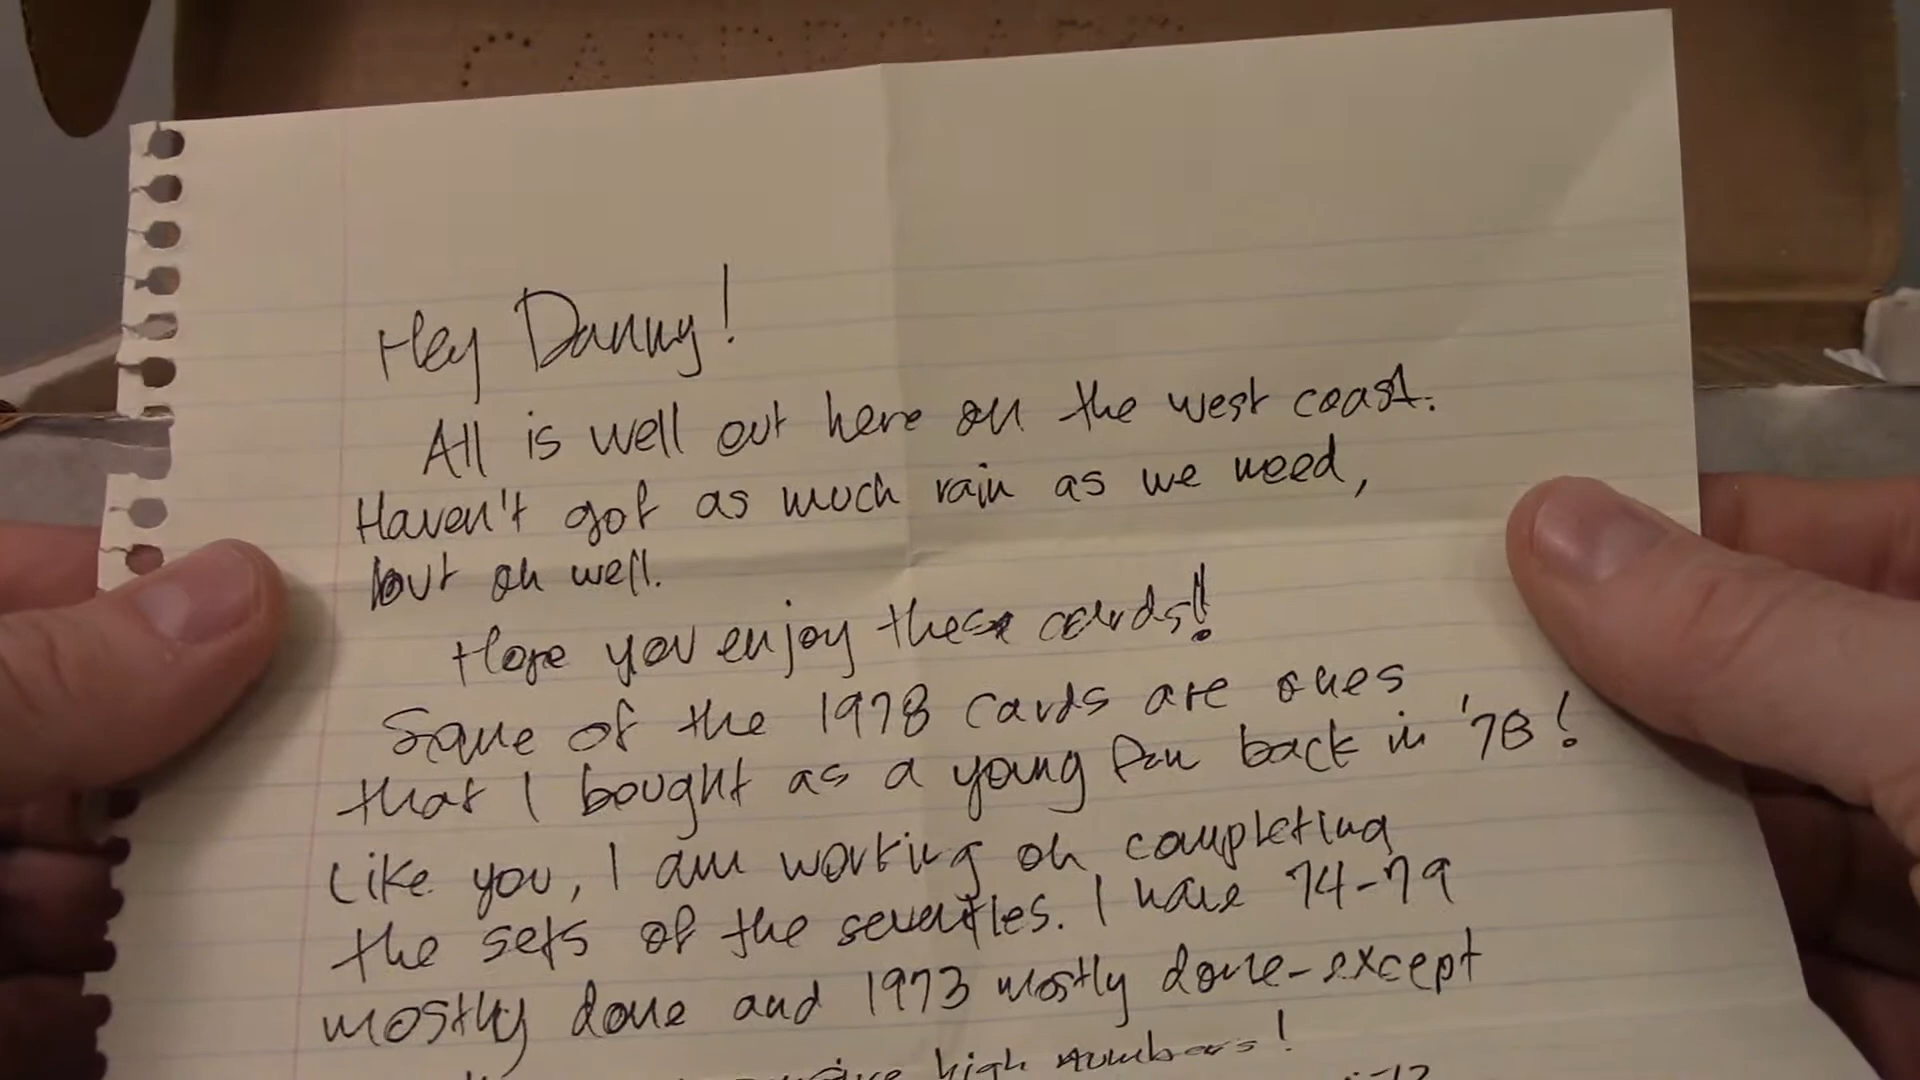 Hey Danny!
All is well out here on the west coast.
Haven't got as much rain as we need,
but oh well.
Hope you enjoy these cards!!
Some of the 1978 cards are ones
that I bought as a young fan back in '78!
Like you, I am working on completing
the sets of the seventies. I have 74-79
mostly done and 1973 mostly done-except
high numbers!